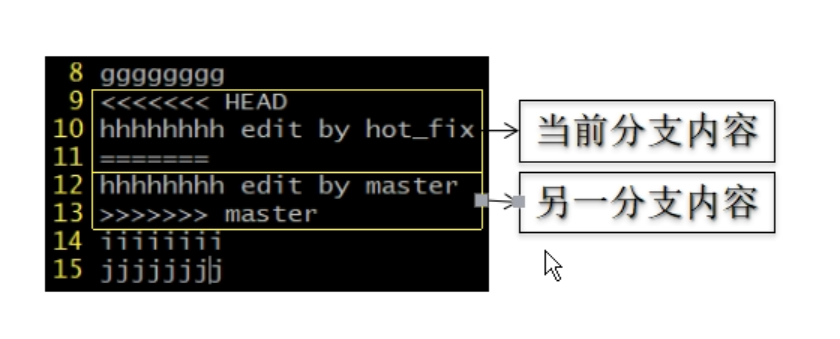 8 gggggggg
9 <<<<<<< HEAD
10 hhhhhhhh edit by hot_fix
当前分支内容
11 =======
12 hhhhhhhh edit by master
另一分支内容
13 >>>>>>> master
14 iiiiiiii
15 jjjjjjjj